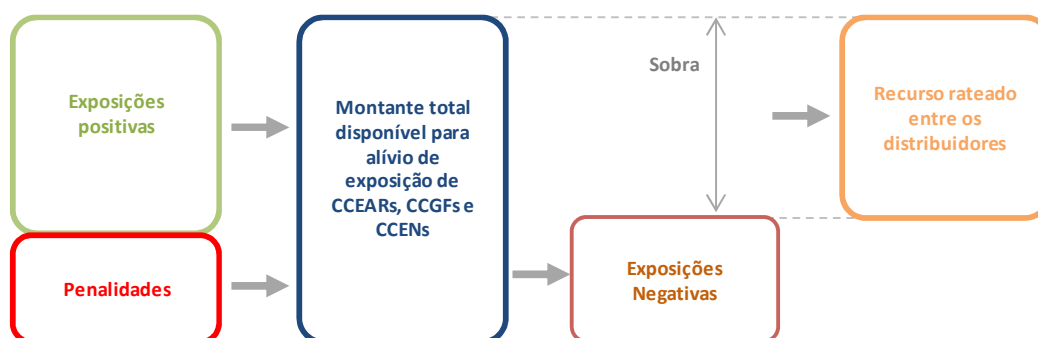 Exposições
positivas
Penalidades
Montante total
disponível para
alívio de
exposição de
CCEARs, CCGFs e
CCENs
Sobra
Exposições
Negativas
Recurso rateado
entre os
distribuidores